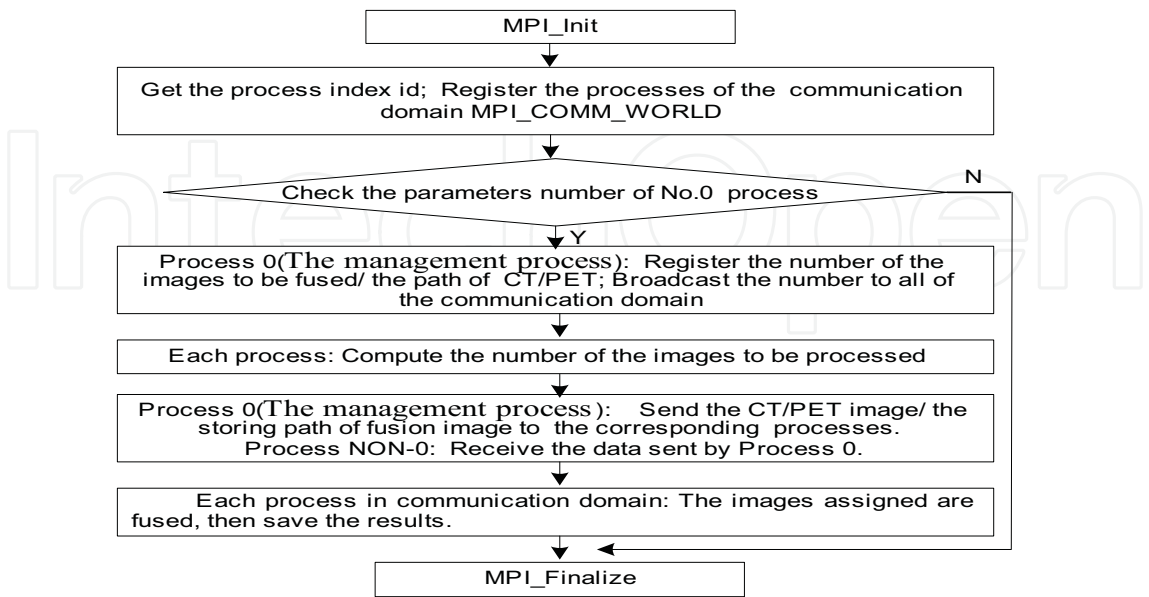 MPI_Init
Get the process index id; Register the processes of the communication
domain MPI_COMM_WORLD
Check the parameters number of No.0 process
N
Y
Process 0(The management process): Register the number of the
images to be fused/ the path of CT/PET; Broadcast the number to all of
the communication domain
Each process: Compute the number of the images to be processed
Process 0(The management process): Send the CT/PET image/ the
storing path of fusion image to the corresponding processes.
Process NON-0: Receive the data sent by Process 0.
Each process in communication domain: The images assigned are
fused, then save the results.
MPI_Finalize
IntechOpen